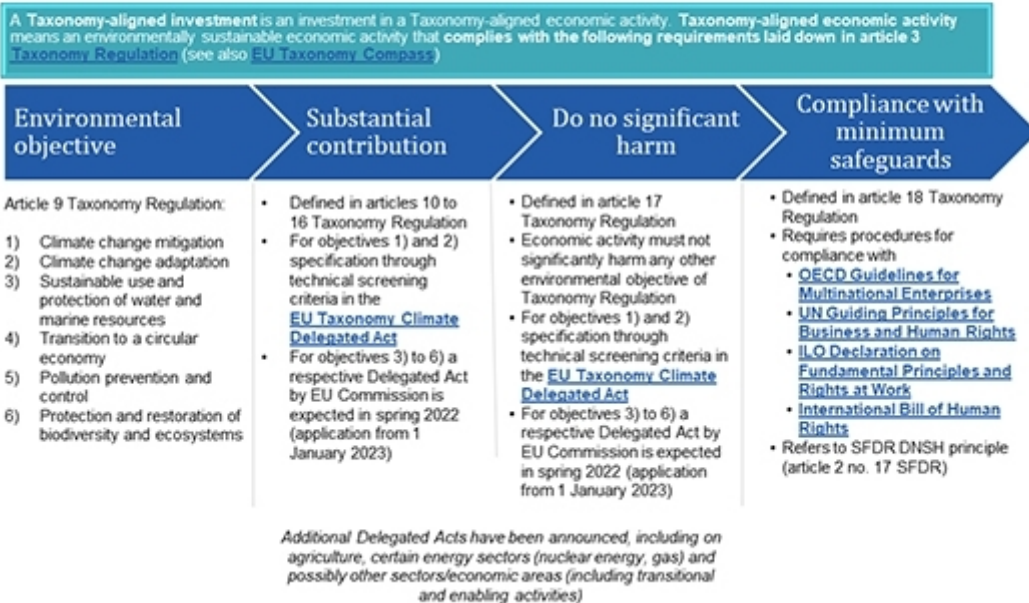 A Taxonomy-aligned investment is an investment in a Taxonomy-aligned economic activity. Taxonomy-aligned economic activity
means an environmentally sustainable economic activity that complies with the following requirements laid down in article 3
Taxonomy Regulation (see also EU Taxonomy Compass)
Environmental
objective
Substantial
contribution
Do no significant
harm
Compliance with
minimum
safeguards
Article 9 Taxonomy Regulation:
1) Climate change mitigation
2) Climate change adaptation
3) Sustainable use and
protection of water and
marine resources
4) Transition to a circular
economy
5) Pollution prevention and
control
6) Protection and restoration of
biodiversity and ecosystems
• Defined in articles 10 to
16 Taxonomy Regulation
• For objectives 1) and 2)
specification through
technical screening
criteria in the
EU Taxonomy Climate
Delegated Act
• For objectives 3) to 6) a
respective Delegated Act
by EU Commission is
expected in spring 2022
(application from 1
January 2023)
• Defined in article 17
Taxonomy Regulation
• Economic activity must not
significantly harm any other
environmental objective of
Taxonomy Regulation
• For objectives 1) and 2)
specification through
technical screening criteria in
the EU Taxonomy Climate
Delegated Act
• For objectives 3) to 6) a
respective Delegated Act by
EU Commission is expected
in spring 2022 (application
from 1 January 2023)
• Defined in article 18 Taxonomy
Regulation
• Requires procedures for
compliance with
• OECD Guidelines for
Multinational Enterprises
• UN Guiding Principles for
Business and Human Rights
• ILO Declaration on
Fundamental Principles and
Rights at Work
• International Bill of Human
Rights
• Refers to SFDR DNSH principle
(article 2 no. 17 SFDR)
Additional Delegated Acts have been announced, including on
agriculture, certain energy sectors (nuclear energy, gas) and
possibly other sectors/economic areas (including transitional
and enabling activities)